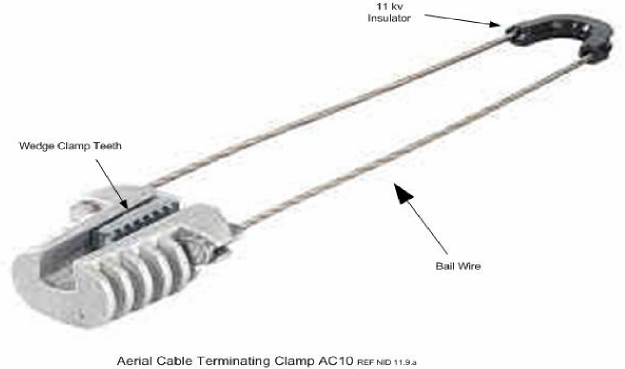 11 kv
Insulator
Wedge Clamp Teeth
Bail Wire
Aerial Cable Terminating Clamp AC10 REF NID 11.9.a